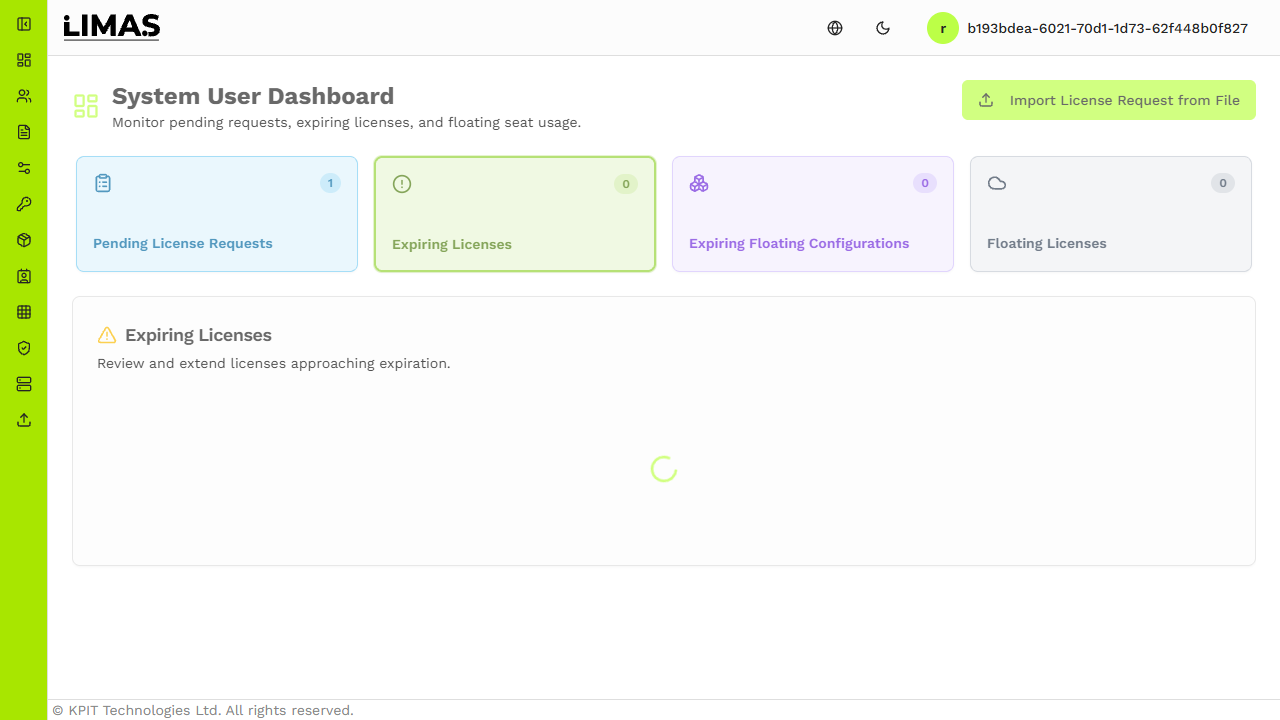 LIMAS
r
b193bdea-6021-70d1-1d73-62f448b0f827
System User Dashboard
Monitor pending requests, expiring licenses, and floating seat usage.
Import License Request from File
1
Pending License Requests
0
Expiring Licenses
0
Expiring Floating Configurations
0
Floating Licenses
Expiring Licenses
Review and extend licenses approaching expiration.
© KPIT Technologies Ltd. All rights reserved.